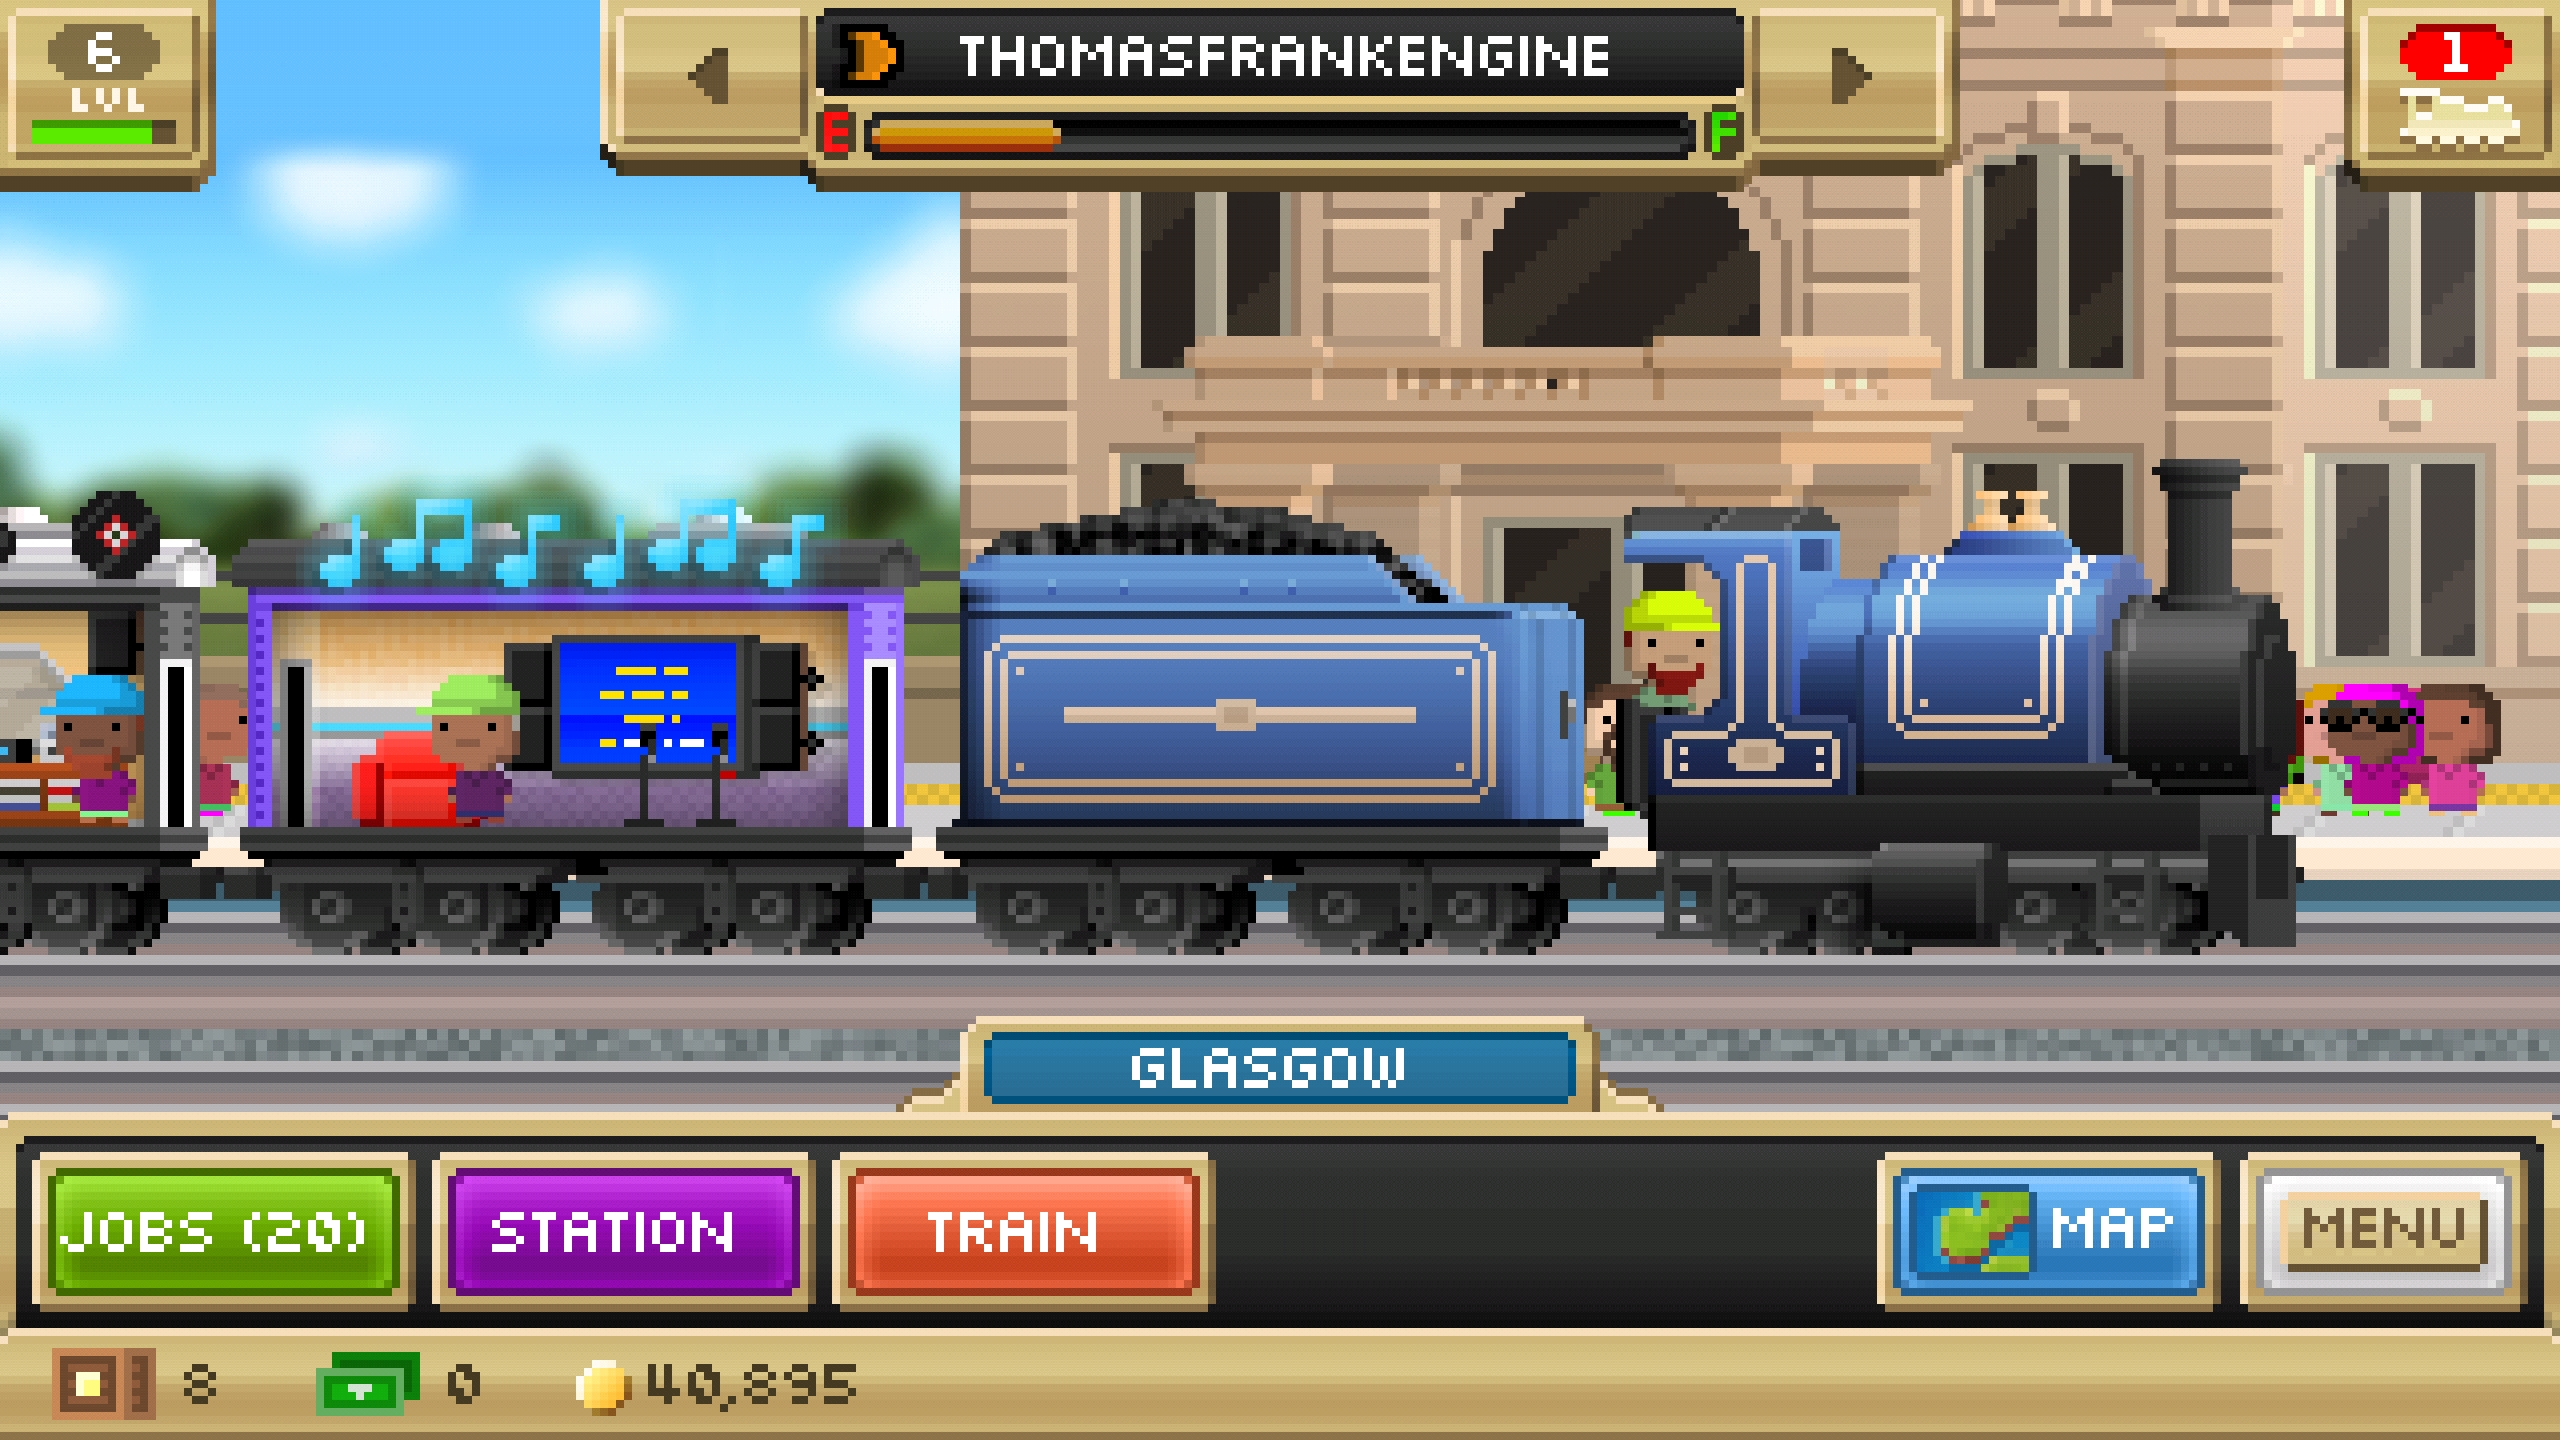 6
LVL
THOMASFRANKENGINE
E F
1
GLASGOW
JOBS (20)
STATION
TRAIN
MAP
MENU
8
0
40,895